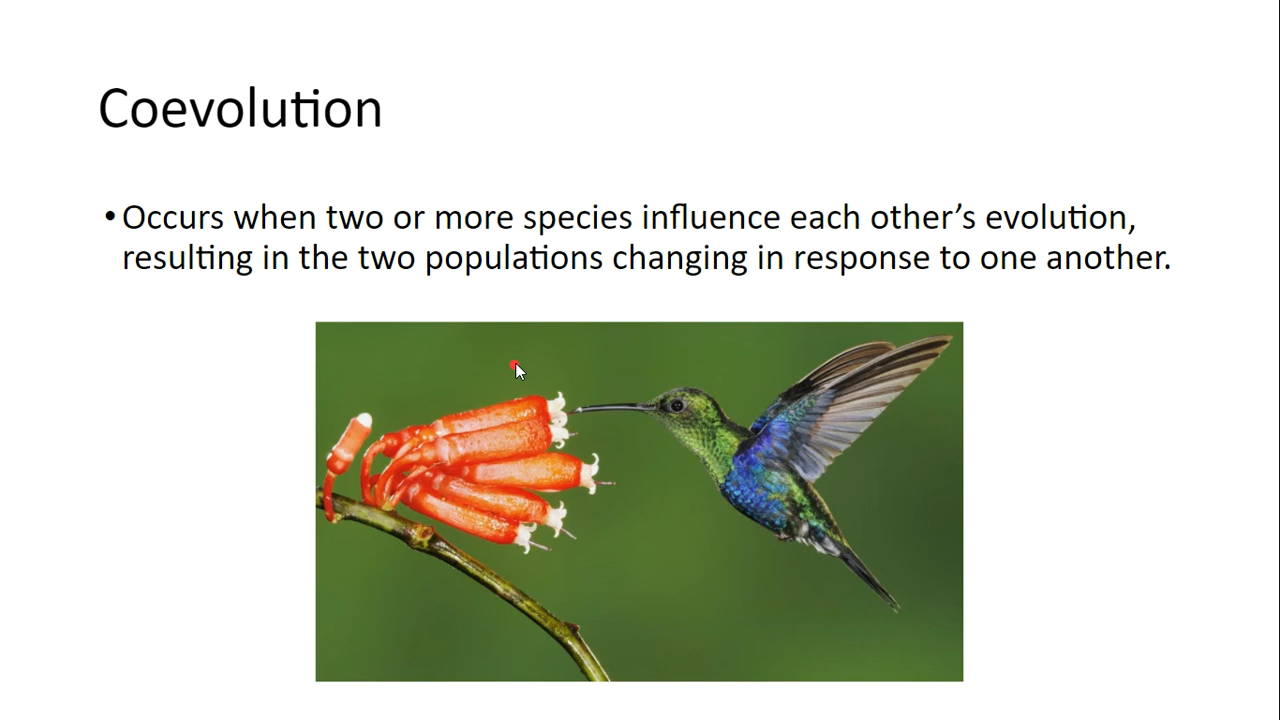 Coevolution
•Occurs when two or more species influence each other’s evolution,
resulting in the two populations changing in response to one another.